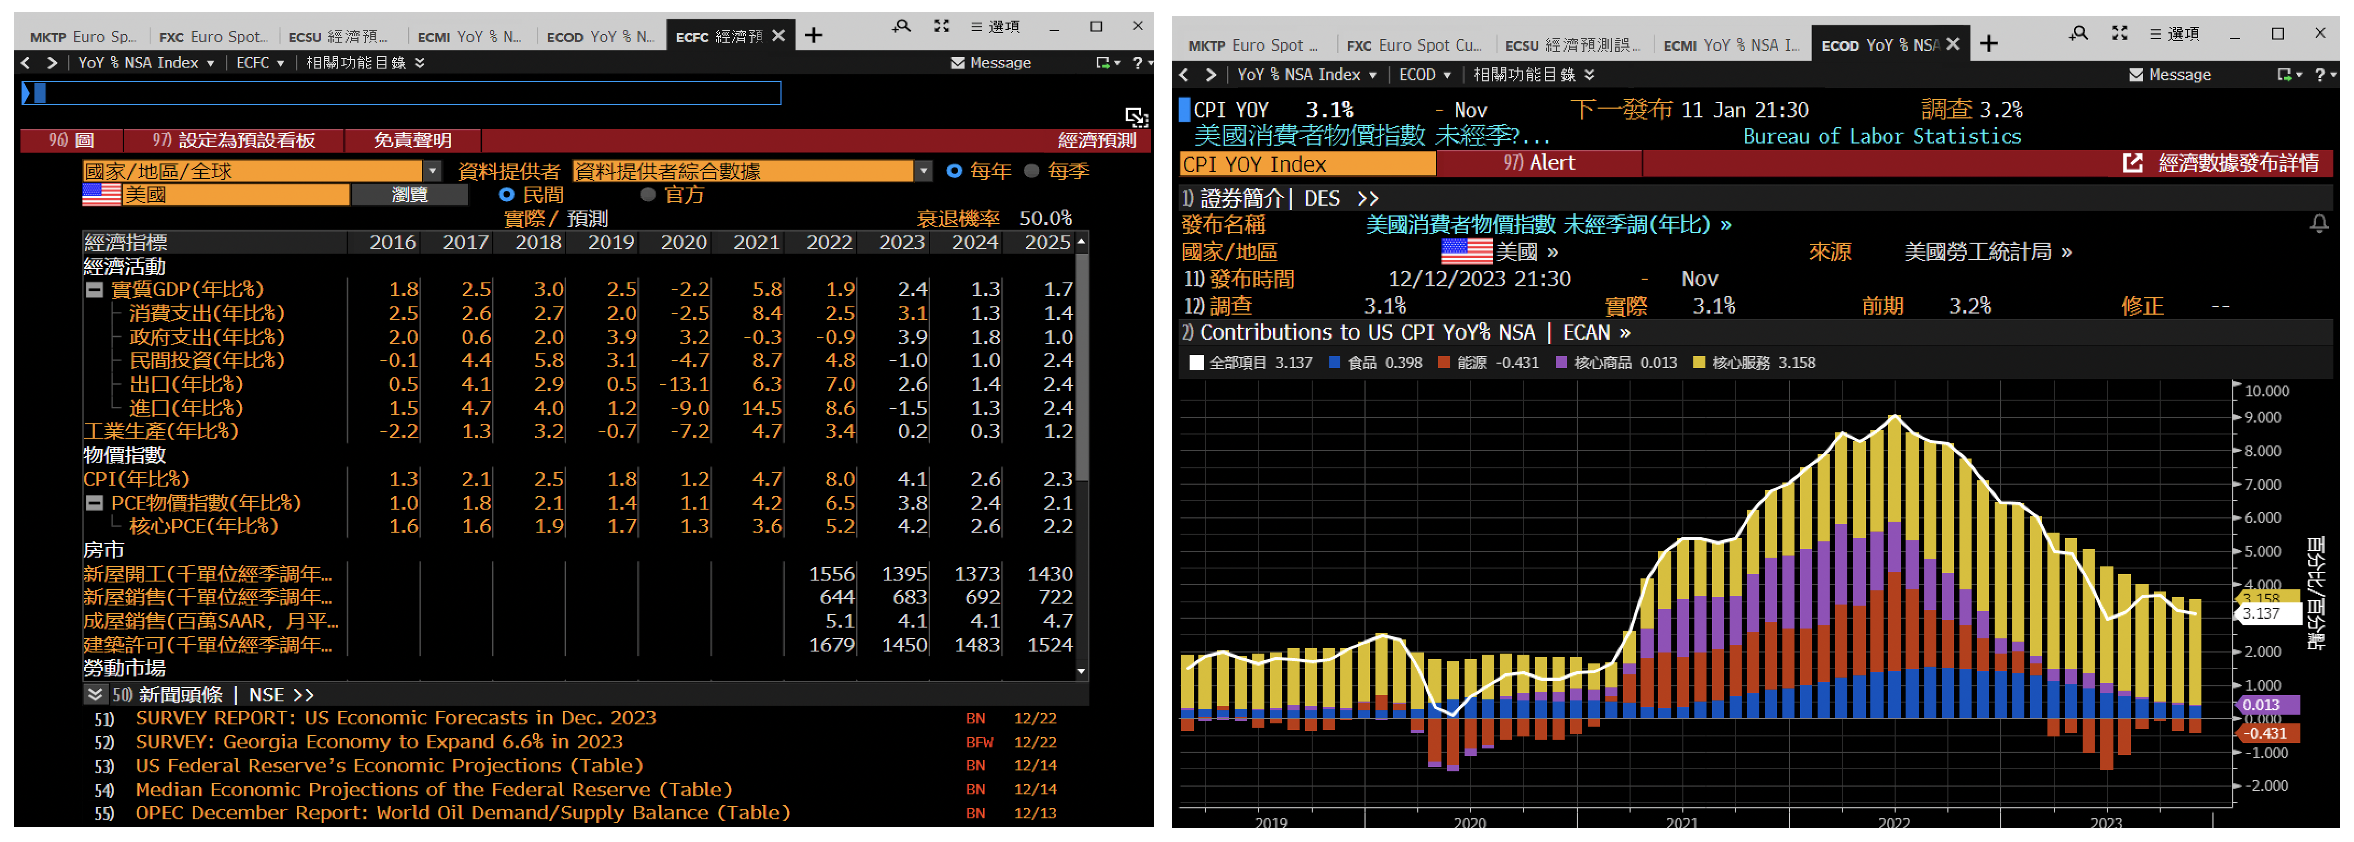 MKTP Euro Sp... FXC Euro Spot... ECSU 經濟預... ECMI YoY % N... ECOD YoY % N... ECFC 經濟預 × + 選項
< > YoY % NSA Index ▾ ECFC ▾ 相關功能目錄 Message ?
96) 圖 97) 設定為預設看板 免責聲明 經濟預測
國家/地區/全球 資料提供者 資料提供者綜合數據 每年 每季
美國 瀏覽 民間 官方
實際/ 預測 衰退機率 50.0%
經濟指標 2016 2017 2018 2019 2020 2021 2022 2023 2024 2025
經濟活動
實質GDP(年比%) 1.8 2.5 3.0 2.5 -2.2 5.8 1.9 2.4 1.3 1.7
消費支出(年比%) 2.5 2.6 2.7 2.0 -2.5 8.4 2.5 3.1 1.3 1.4
政府支出(年比%) 2.0 0.6 2.0 3.9 3.2 -0.3 -0.9 3.9 1.8 1.0
民間投資(年比%) -0.1 4.4 5.8 3.1 -4.7 8.7 4.8 -1.0 1.0 2.4
出口(年比%) 0.5 4.1 2.9 0.5 -13.1 6.3 7.0 2.6 1.4 2.4
進口(年比%) 1.5 4.7 4.0 1.2 -9.0 14.5 8.6 -1.5 1.3 2.4
工業生產(年比%) -2.2 1.3 3.2 -0.7 -7.2 4.7 3.4 0.2 0.3 1.2
物價指數
CPI(年比%) 1.3 2.1 2.5 1.8 1.2 4.7 8.0 4.1 2.6 2.3
PCE物價指數(年比%) 1.0 1.8 2.1 1.4 1.1 4.2 6.5 3.8 2.4 2.1
核心PCE(年比%) 1.6 1.6 1.9 1.7 1.3 3.6 5.2 4.2 2.6 2.2
房市
新屋開工(千單位經季調年... 1556 1395 1373 1430
新屋銷售(千單位經季調年... 644 683 692 722
成屋銷售(百萬SAAR, 月平... 5.1 4.1 4.1 4.7
建築許可(千單位經季調年... 1679 1450 1483 1524
勞動市場
50) 新聞頭條 | NSE >>
51) SURVEY REPORT: US Economic Forecasts in Dec. 2023 BN 12/22
52) SURVEY: Georgia Economy to Expand 6.6% in 2023 BFW 12/22
53) US Federal Reserve's Economic Projections (Table) BN 12/14
54) Median Economic Projections of the Federal Reserve (Table) BN 12/14
55) OPEC December Report: World Oil Demand/Supply Balance (Table) BN 12/13
MKTP Euro Spot ... FXC Euro Spot Cu... ECSU 經濟預測誤... ECMI YoY % NSA I... ECOD YoY % NSA × + 選項
< > YoY % NSA Index ▾ ECOD ▾ 相關功能目錄 Message ?
CPI YOY 3.1% - Nov 下一發布 11 Jan 21:30 調查 3.2%
美國消費者物價指數 未經季?... Bureau of Labor Statistics
CPI YOY Index 97) Alert 經濟數據發布詳情
1) 證券簡介| DES >>
發布名稱 美國消費者物價指數 未經季調(年比) »
國家/地區 美國 » 來源 美國勞工統計局 »
11) 發布時間 12/12/2023 21:30 - Nov
12) 調查 3.1% 實際 3.1% 前期 3.2% 修正 --
2) Contributions to US CPI YoY% NSA | ECAN »
全部項目 3.137 食品 0.398 能源 -0.431 核心商品 0.013 核心服務 3.158
10.000
9.000
8.000
7.000
6.000
5.000
4.000
3.158
3.137
2.000
1.000
0.013
0.000
-0.431
-1.000
-2.000
百分比/百分點
2019 2020 2021 2022 2023